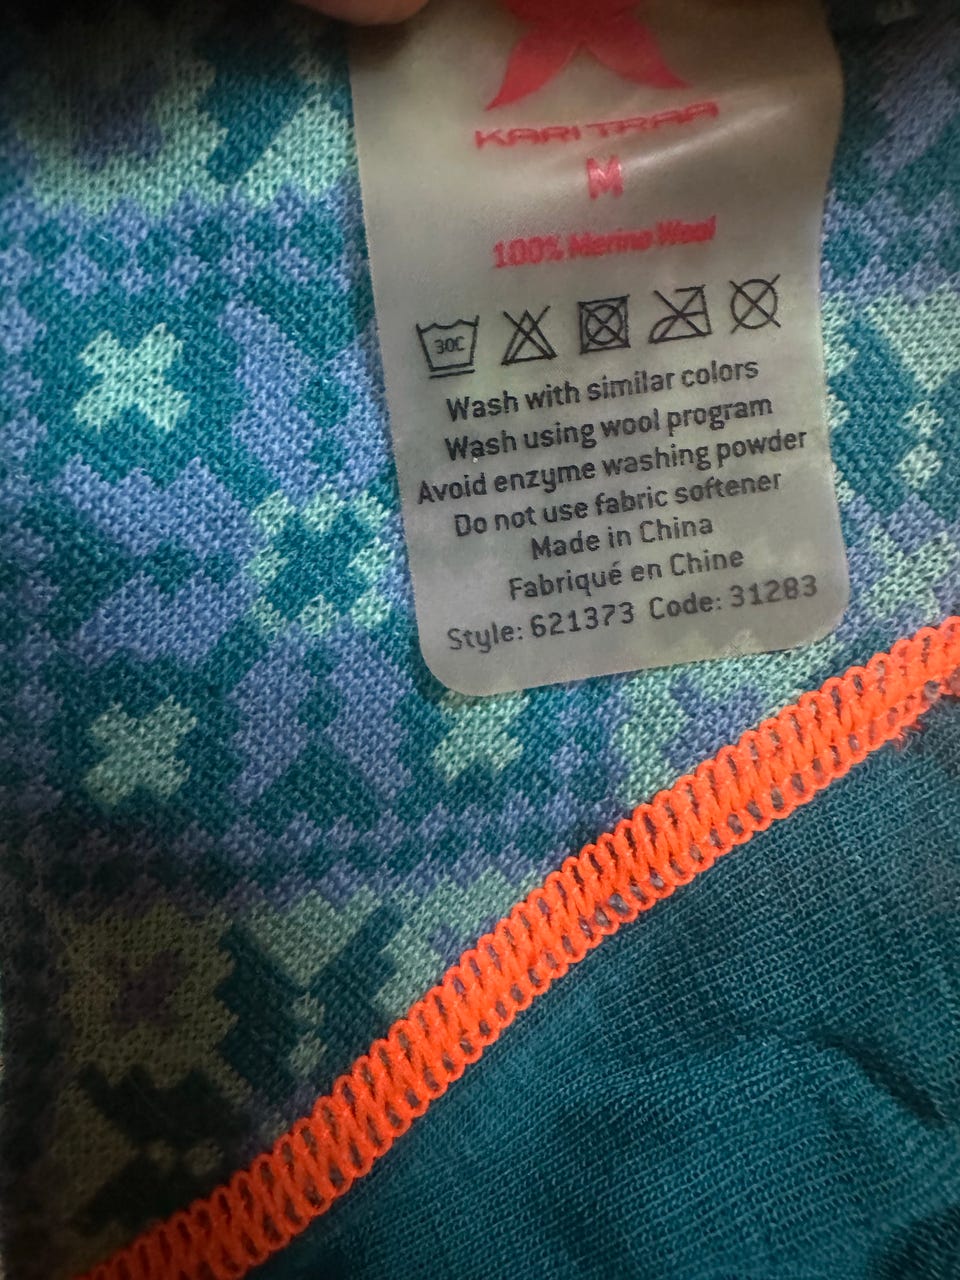 KARI TRAA
M
100% Merino Wool
30C
Wash with similar colors
Wash using wool program
Avoid enzyme washing powder
Do not use fabric softener
Made in China
Fabriqué en Chine
Style: 621373 Code: 31283